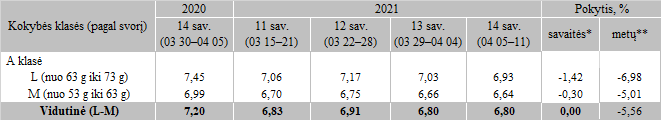 Kokybės klasės (pagal svorį) 2020 2021 Pokytis, %
14 sav. (03 30–04 05) 11 sav. (03 15–21) 12 sav. (03 22–28) 13 sav. (03 29–04 04) 14 sav. (04 05–11) savaitės* metų**
A klasė
L (nuo 63 g iki 73 g) 7,45 7,06 7,17 7,03 6,93 -1,42 -6,98
M (nuo 53 g iki 63 g) 6,99 6,70 6,75 6,66 6,64 -0,30 -5,01
Vidutinė (L-M) 7,20 6,83 6,91 6,80 6,80 0,00 -5,56